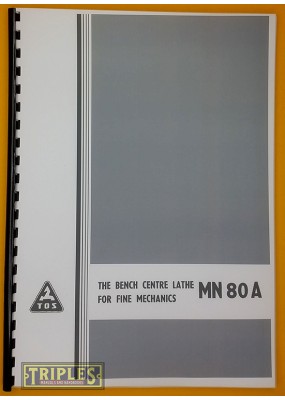 THE BENCH CENTRE LATHE
FOR FINE MECHANICS
MN 80 A
TOS
TRIPLES